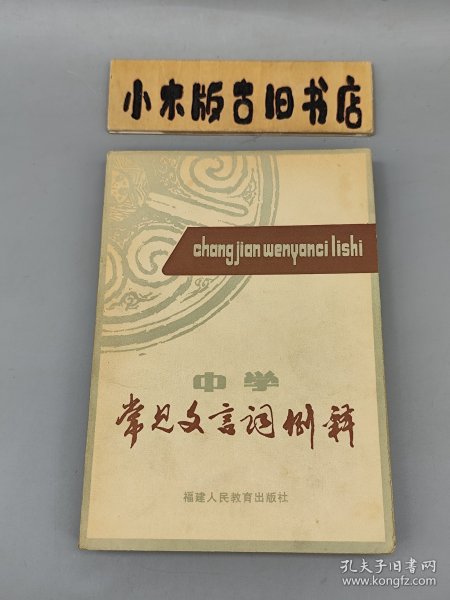 小宋版古旧书店
changjian wenyanci lishi
中学
常见文言词例释
福建人民教育出版社
孔夫子旧书网
www.kongfz.com